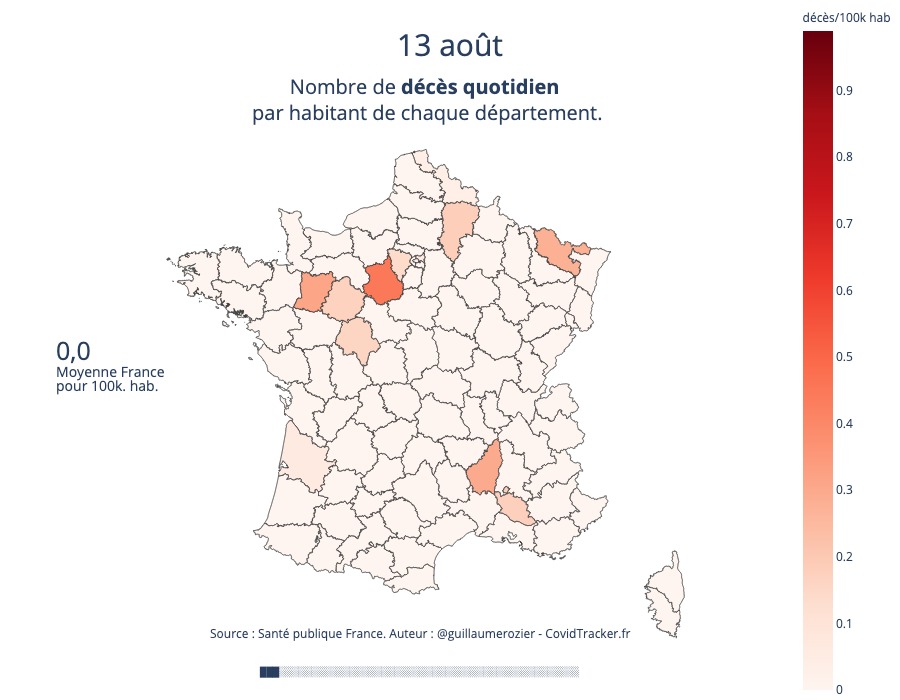 décès/100k hab
13 août
Nombre de décès quotidien
par habitant de chaque département.
0.9
0.8
0.7
0.6
0.5
0.4
0.3
0.2
0.1
0
0,0
Moyenne France
pour 100k. hab.
Source : Santé publique France. Auteur : @guillaumerozier - CovidTracker.fr